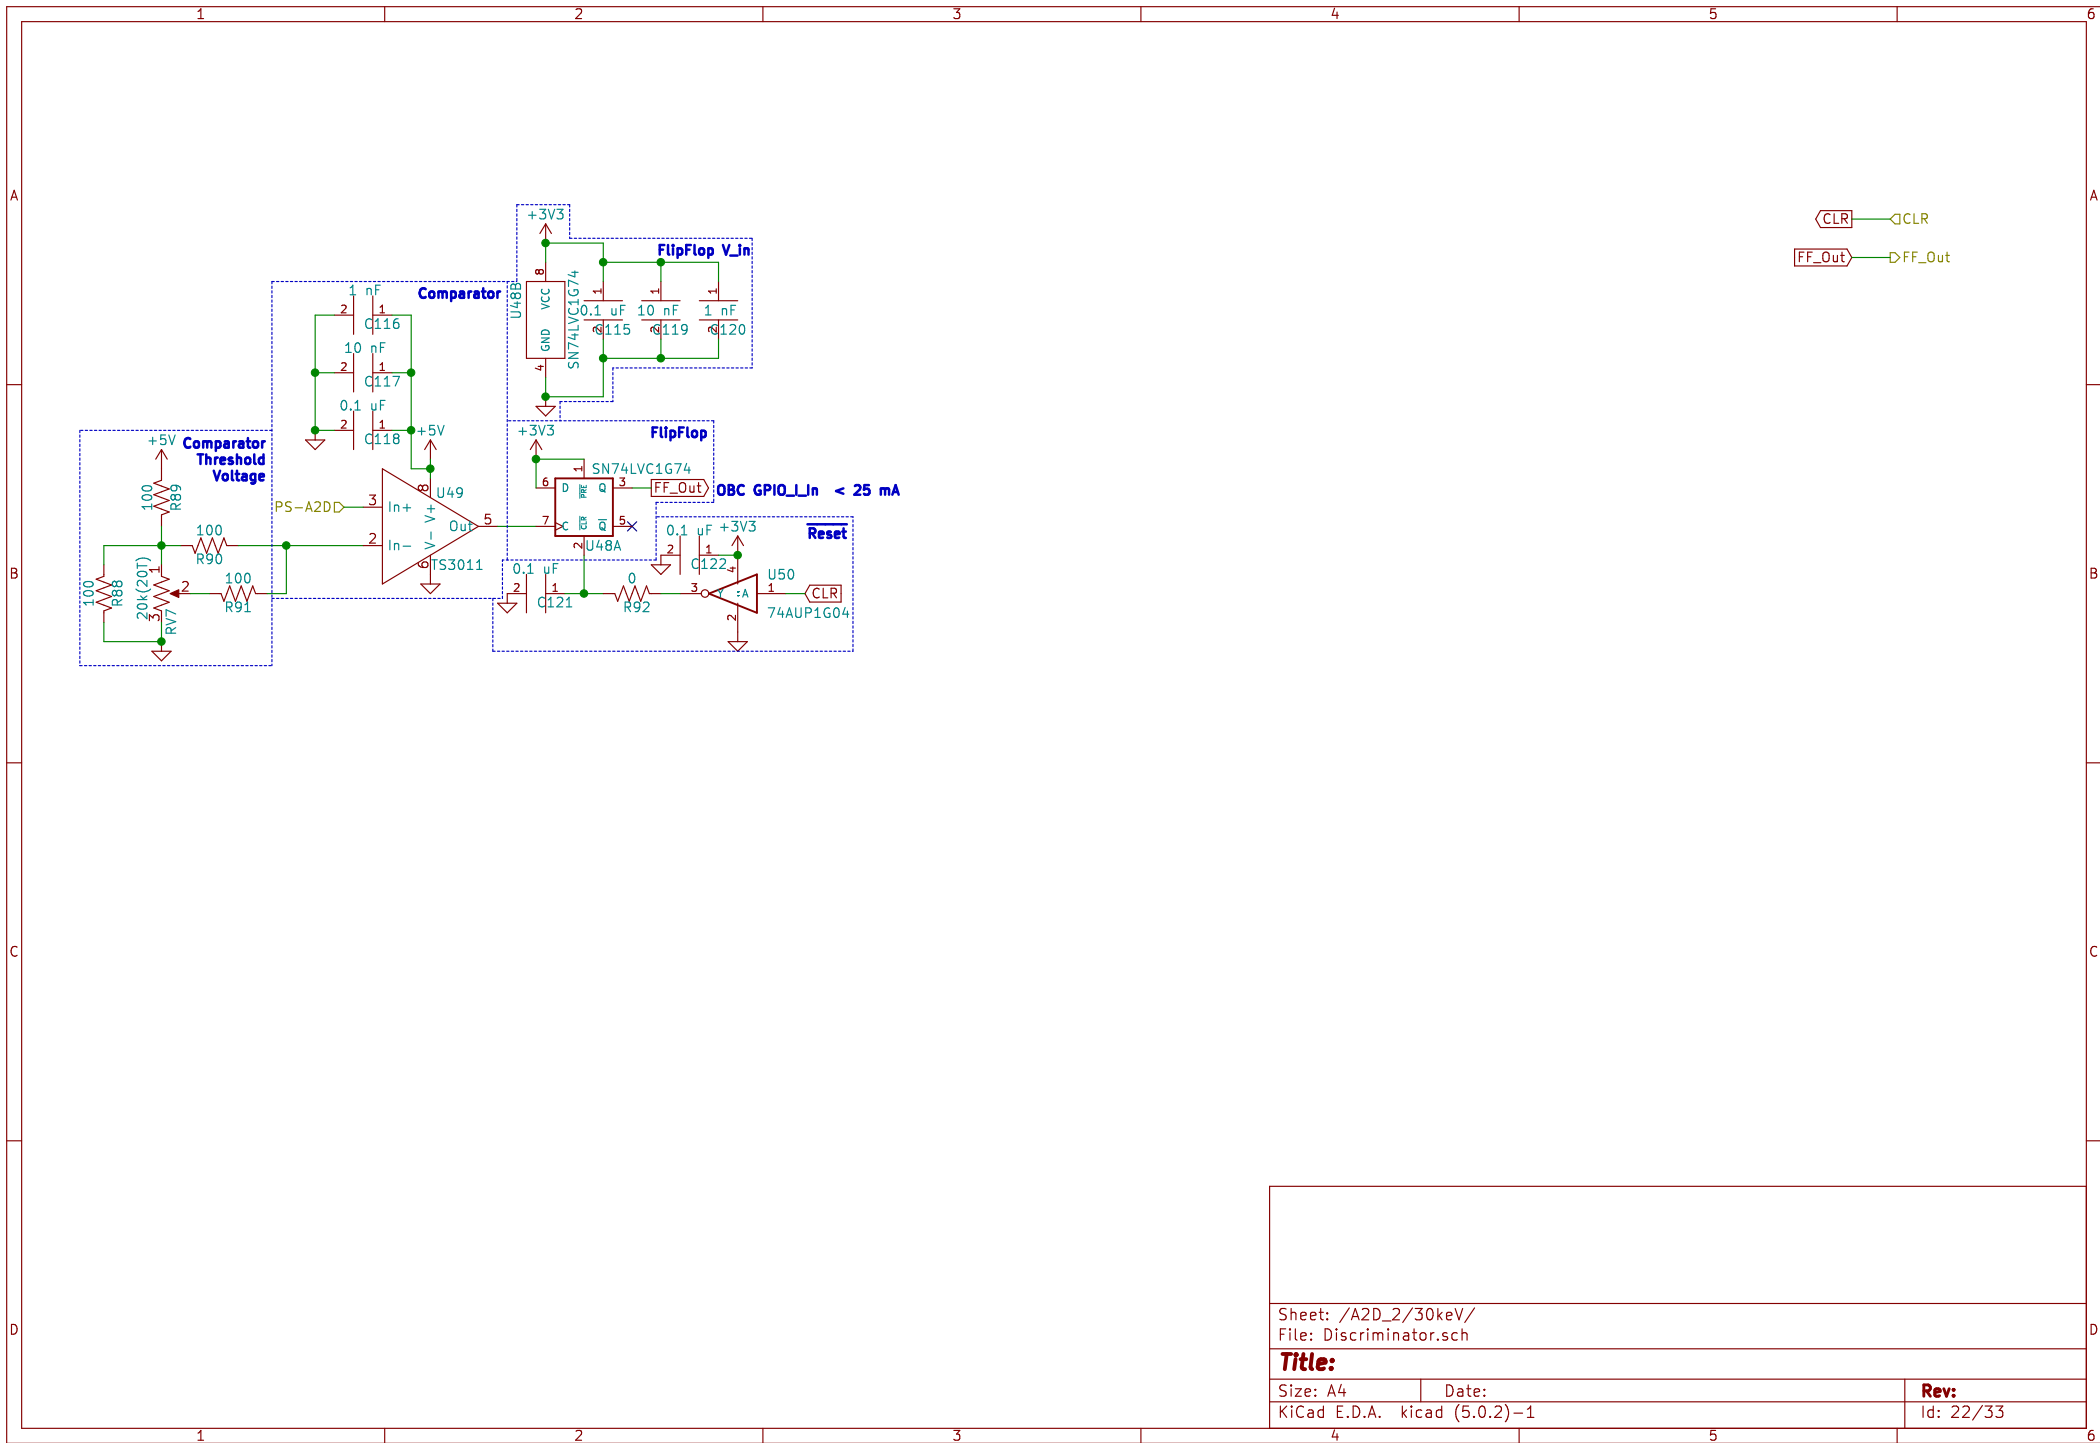 1 2 3 4 5 6
A A
B B
C C
D D
1 2 3 4 5 6
CLR CLR
FF_Out FF_Out
+3V3
FlipFlop V_in
8
VCC
GND
4
U48B
SN74LVC1G74
1
0.1 uF
2
C115
1
10 nF
2
C119
1
1 nF
2
C120
Comparator
1 nF
2 1
C116
10 nF
2 1
C117
0.1 uF
2 1
C118
+5V
PS-A2D
3 In+
2 In-
8 V+
V- 6
U49
Out 5
TS3011
+5V
Comparator
Threshold
Voltage
100
R89
100
R90
100
R88
20k(20T)
RV7
1
2
3
100
R91
+3V3
FlipFlop
SN74LVC1G74
1
6 D
PRE
Q 3
FF_Out
OBC GPIO_I_In < 25 mA
7 C
CLR
Q 5
2
U48A
Reset
0.1 uF
2 1
C122
+3V3
0.1 uF
2 1
C121
0
R92
3 Y
A 1
4
2
U50
CLR
74AUP1G04
Sheet: /A2D_2/30keV/
File: Discriminator.sch
Title:
Size: A4 Date: Rev:
KiCad E.D.A. kicad (5.0.2)-1 Id: 22/33